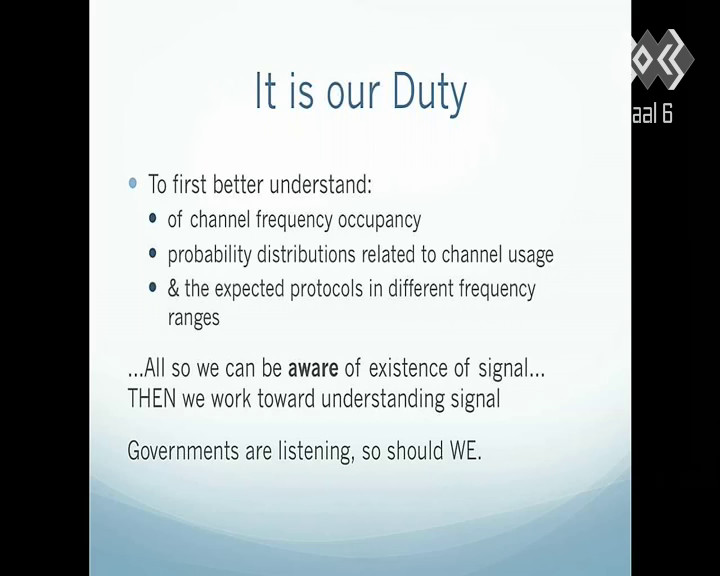 It is our Duty
• To first better understand:
• of channel frequency occupancy
• probability distributions related to channel usage
• & the expected protocols in different frequency
ranges
...All so we can be aware of existence of signal...
THEN we work toward understanding signal
Governments are listening, so should WE.
aal 6